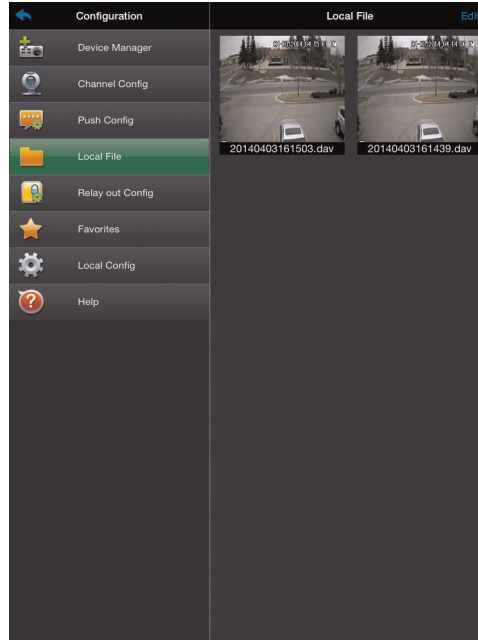 Configuration
Local File
Edit
Device Manager
Channel Config
Push Config
Local File
Relay out Config
Favorites
Local Config
Help
20140403161503.dav
20140403161439.dav